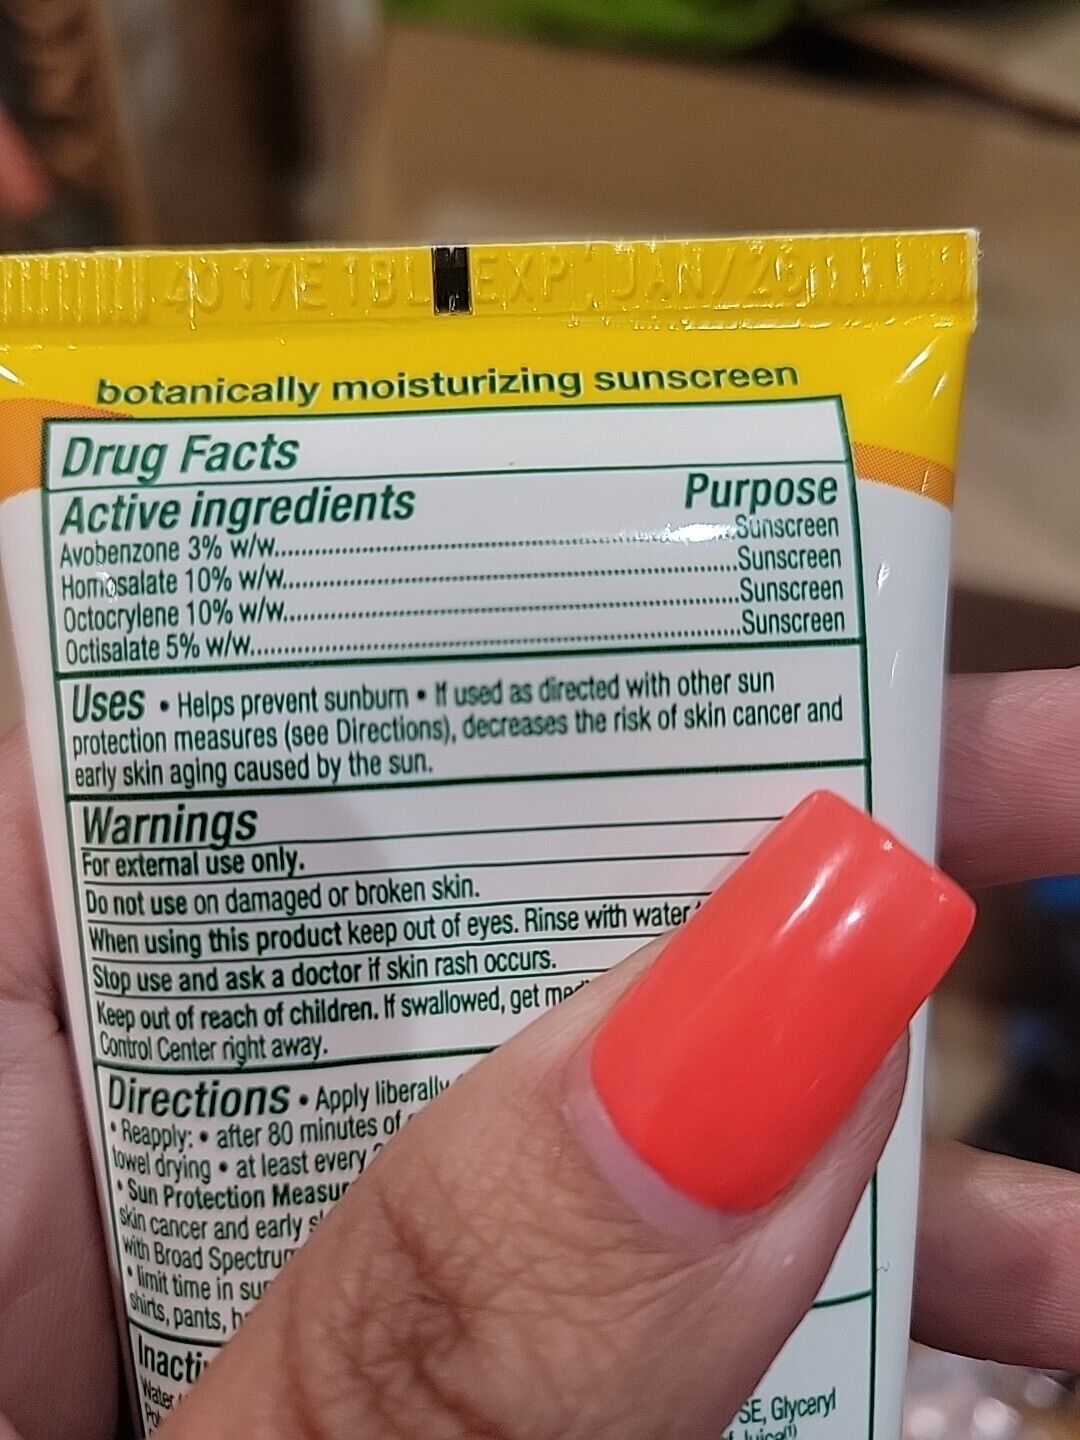 4017E1BL EXP JAN/26
botanically moisturizing sunscreen
Drug Facts
Active ingredients Purpose
Avobenzone 3% w/w............Sunscreen
Homosalate 10% w/w............Sunscreen
Octocrylene 10% w/w............Sunscreen
Octisalate 5% w/w............Sunscreen
Uses • Helps prevent sunburn • If used as directed with other sun
protection measures (see Directions), decreases the risk of skin cancer and
early skin aging caused by the sun.
Warnings
For external use only.
Do not use on damaged or broken skin.
When using this product keep out of eyes. Rinse with water
Stop use and ask a doctor if skin rash occurs.
Keep out of reach of children. If swallowed, get
Control Center right away.
Directions • Apply liberally
• Reapply: • after 80 minutes of
towel drying • at least every
• Sun Protection
skin cancer and early
with Broad
• limit time in
shirts, pants,
Water
SE, Glyceryl